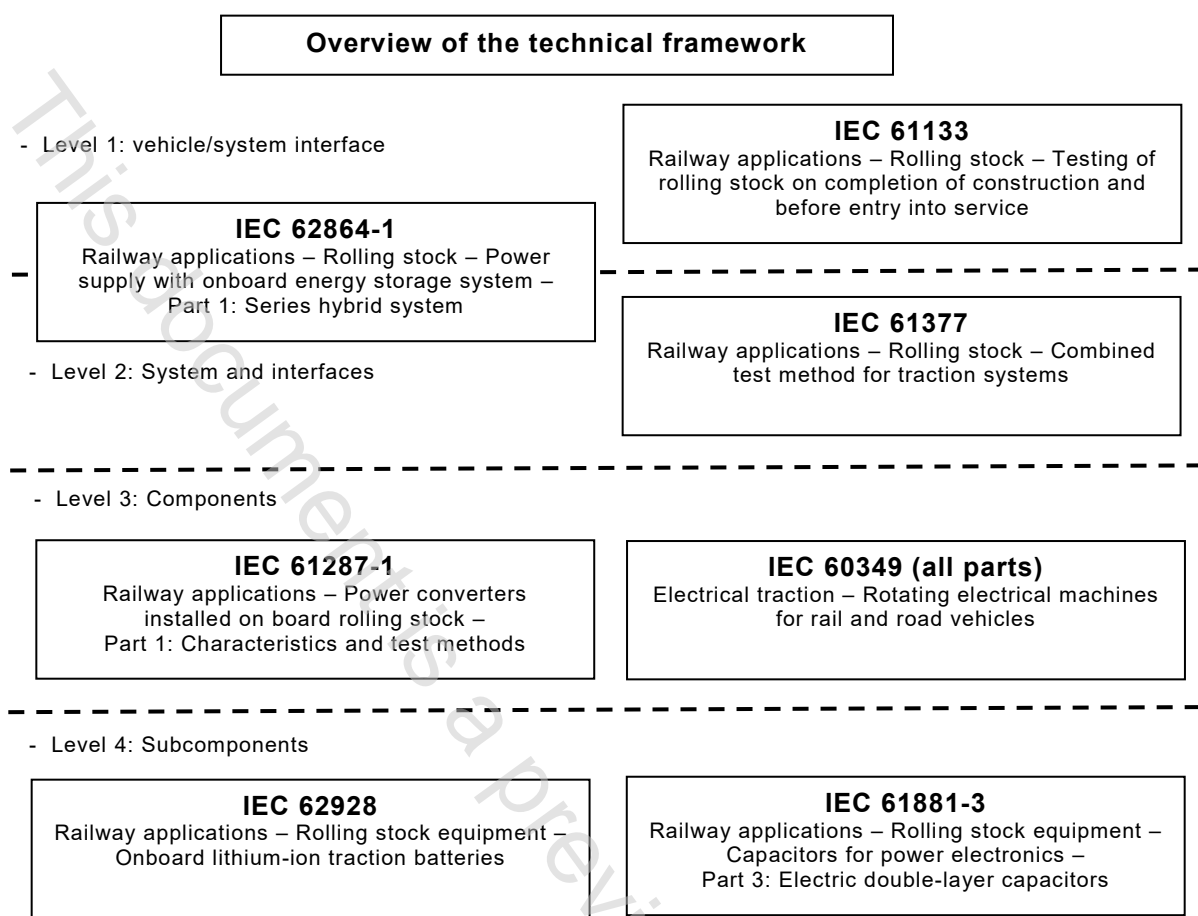 Overview of the technical framework
- Level 1: vehicle/system interface
IEC 61133
Railway applications – Rolling stock – Testing of
rolling stock on completion of construction and
before entry into service
IEC 62864-1
Railway applications – Rolling stock – Power
supply with onboard energy storage system –
Part 1: Series hybrid system
IEC 61377
Railway applications – Rolling stock – Combined
test method for traction systems
- Level 2: System and interfaces
- Level 3: Components
IEC 61287-1
Railway applications – Power converters
installed on board rolling stock –
Part 1: Characteristics and test methods
IEC 60349 (all parts)
Electrical traction – Rotating electrical machines
for rail and road vehicles
- Level 4: Subcomponents
IEC 62928
Railway applications – Rolling stock equipment –
Onboard lithium-ion traction batteries
IEC 61881-3
Railway applications – Rolling stock equipment –
Capacitors for power electronics –
Part 3: Electric double-layer capacitors
This document is a previ